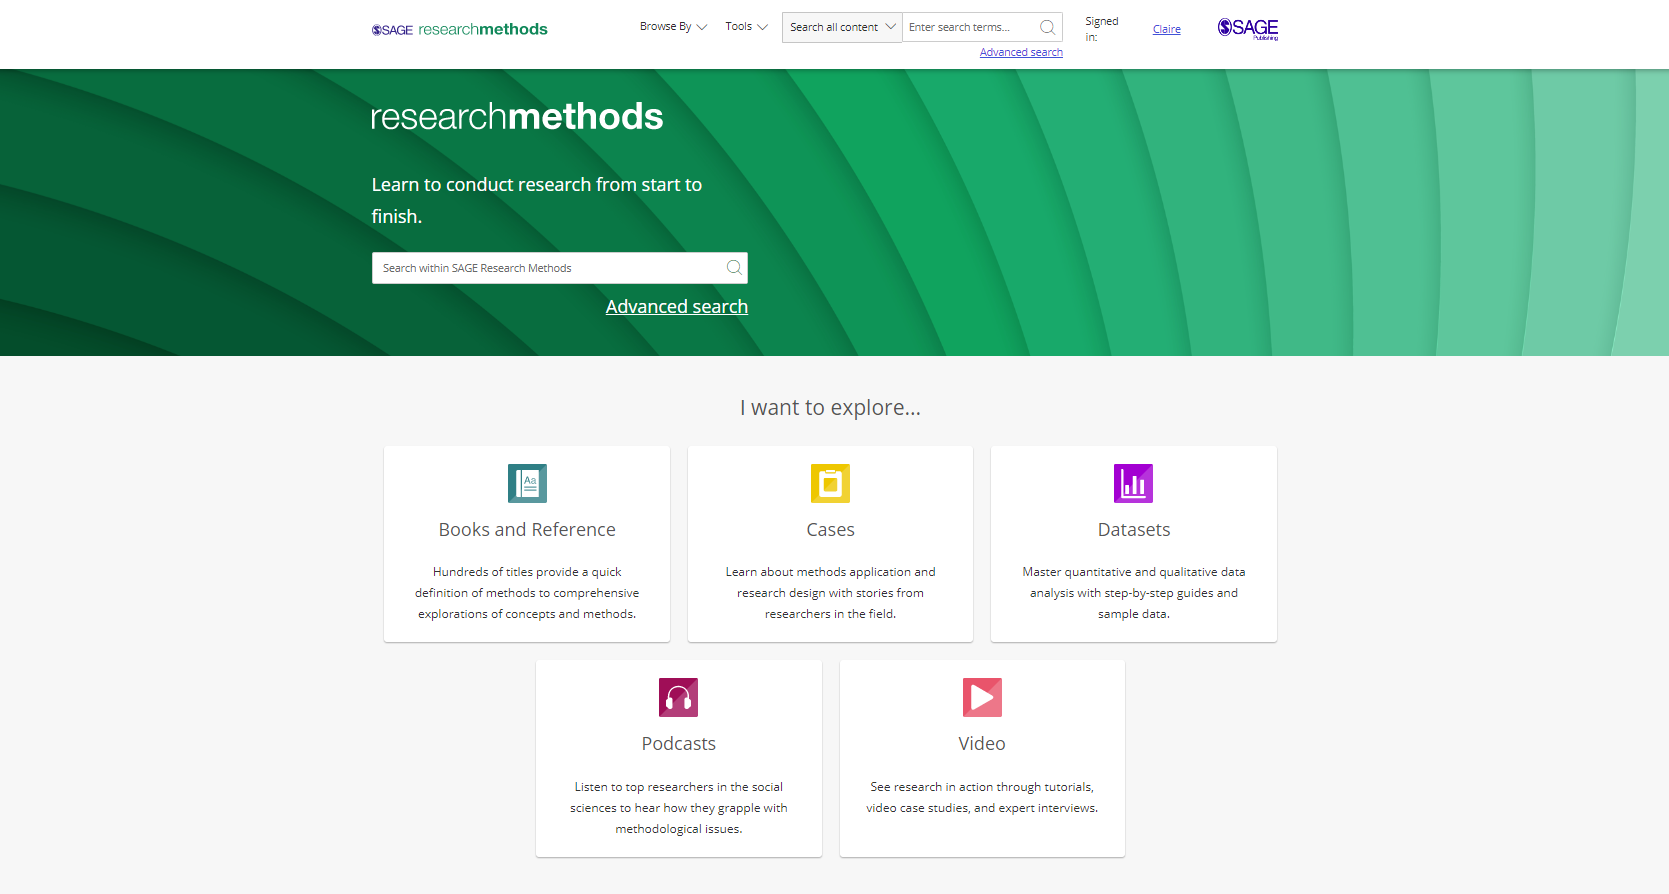 SAGE researchmethods
Browse By
Tools
Search all content
Enter search terms...
Advanced search
Signed
in:
Claire
SAGE
Publishing
researchmethods
Learn to conduct research from start to
finish.
Search within SAGE Research Methods
Advanced search
I want to explore...
Aa
Books and Reference
Hundreds of titles provide a quick
definition of methods to comprehensive
explorations of concepts and methods.
Cases
Learn about methods application and
research design with stories from
researchers in the field.
Datasets
Master quantitative and qualitative data
analysis with step-by-step guides and
sample data.
Podcasts
Listen to top researchers in the social
sciences to hear how they grapple with
methodological issues.
Video
See research in action through tutorials,
video case studies, and expert interviews.